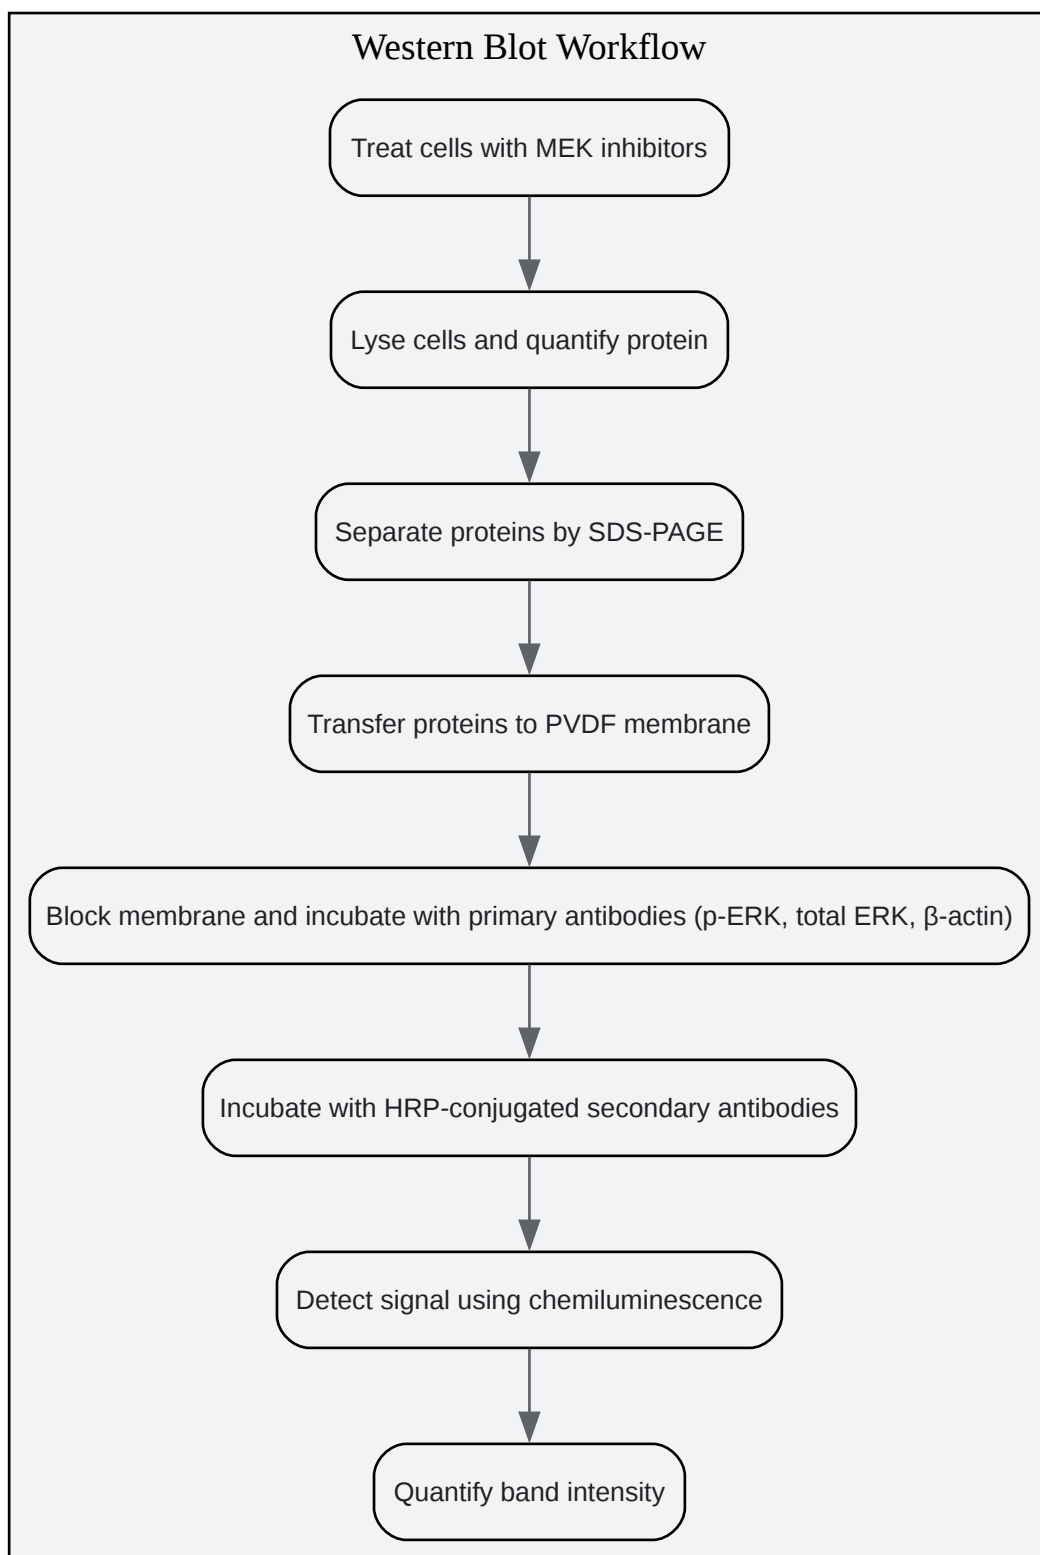 Western Blot Workflow
Treat cells with MEK inhibitors
Lyse cells and quantify protein
Separate proteins by SDS-PAGE
Transfer proteins to PVDF membrane
Block membrane and incubate with primary antibodies (p-ERK, total ERK, β-actin)
Incubate with HRP-conjugated secondary antibodies
Detect signal using chemiluminescence
Quantify band intensity